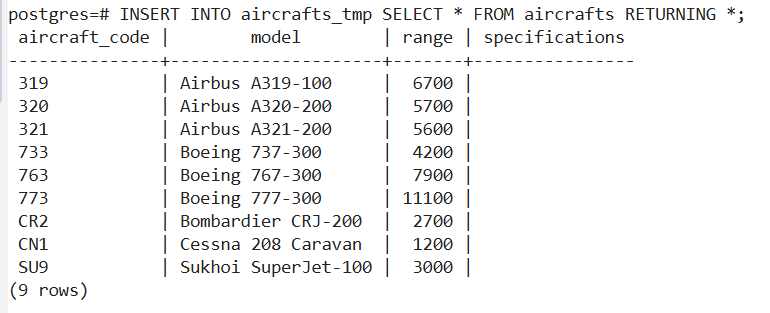 postgres=# INSERT INTO aircrafts_tmp SELECT * FROM aircrafts RETURNING *;
 aircraft_code |        model        | range | specifications
---------------+---------------------+-------+----------------
 319           | Airbus A319-100     |  6700 |
 320           | Airbus A320-200     |  5700 |
 321           | Airbus A321-200     |  5600 |
 733           | Boeing 737-300      |  4200 |
 763           | Boeing 767-300      |  7900 |
 773           | Boeing 777-300      | 11100 |
 CR2           | Bombardier CRJ-200  |  2700 |
 CN1           | Cessna 208 Caravan  |  1200 |
 SU9           | Sukhoi SuperJet-100 |  3000 |
(9 rows)